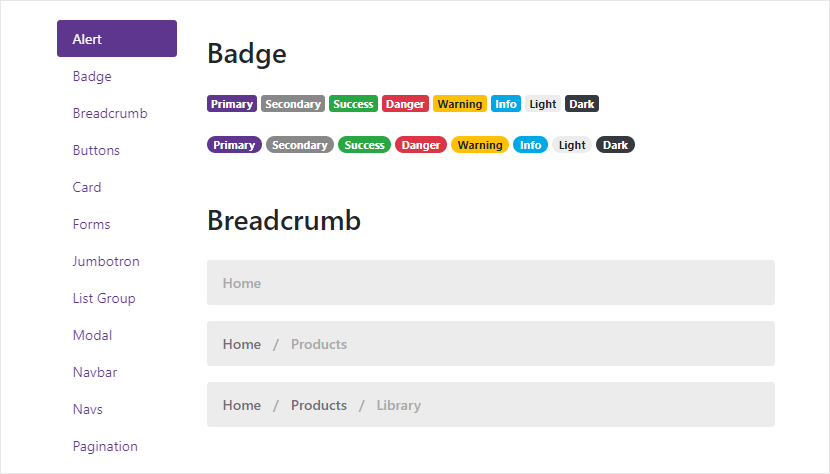 Alert
Badge
Breadcrumb
Buttons
Card
Forms
Jumbotron
List Group
Modal
Navbar
Navs
Pagination
Badge
Primary Secondary Success Danger Warning Info Light Dark
Primary Secondary Success Danger Warning Info Light Dark
Breadcrumb
Home
Home / Products
Home / Products / Library